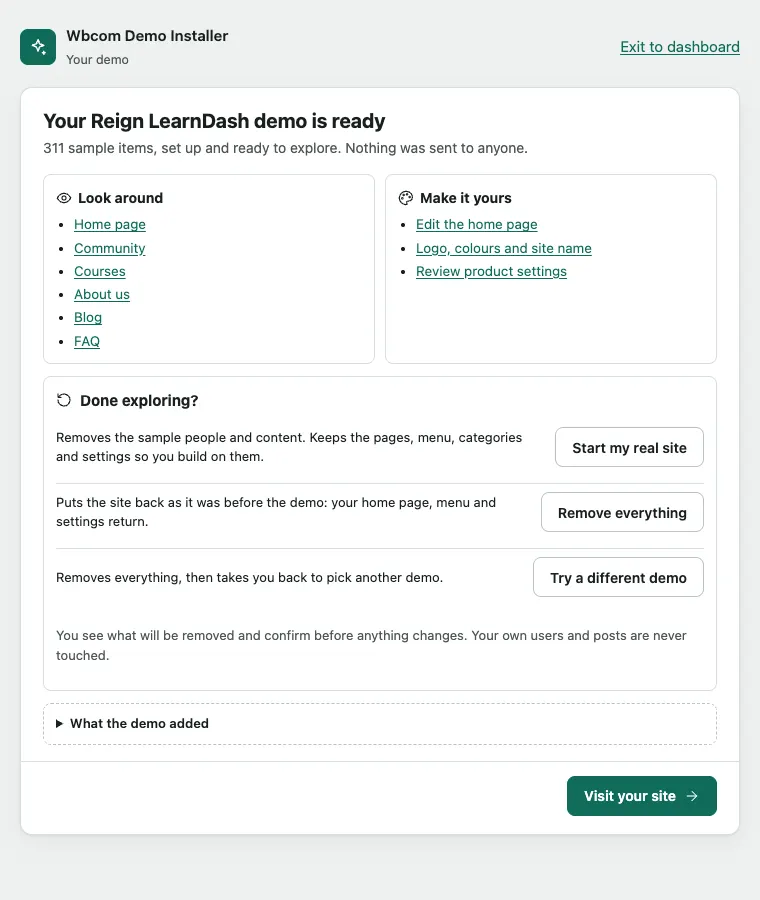 Wbcom Demo Installer
Your demo
Exit to dashboard
Your Reign LearnDash demo is ready
311 sample items, set up and ready to explore. Nothing was sent to anyone.
Look around
Home page
Community
Courses
About us
Blog
FAQ
Make it yours
Edit the home page
Logo, colours and site name
Review product settings
Done exploring?
Removes the sample people and content. Keeps the pages, menu, categories
and settings so you build on them.
Start my real site
Puts the site back as it was before the demo: your home page, menu and
settings return.
Remove everything
Removes everything, then takes you back to pick another demo.
Try a different demo
You see what will be removed and confirm before anything changes. Your own users and posts are never
touched.
What the demo added
Visit your site